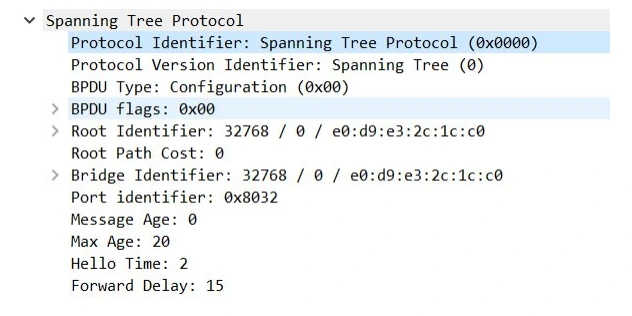 Spanning Tree Protocol
Protocol Identifier: Spanning Tree Protocol (0x0000)
Protocol Version Identifier: Spanning Tree (0)
BPDU Type: Configuration (0x00)
BPDU flags: 0x00
Root Identifier: 32768 / 0 / e0:d9:e3:2c:1c:c0
Root Path Cost: 0
Bridge Identifier: 32768 / 0 / e0:d9:e3:2c:1c:c0
Port identifier: 0x8032
Message Age: 0
Max Age: 20
Hello Time: 2
Forward Delay: 15